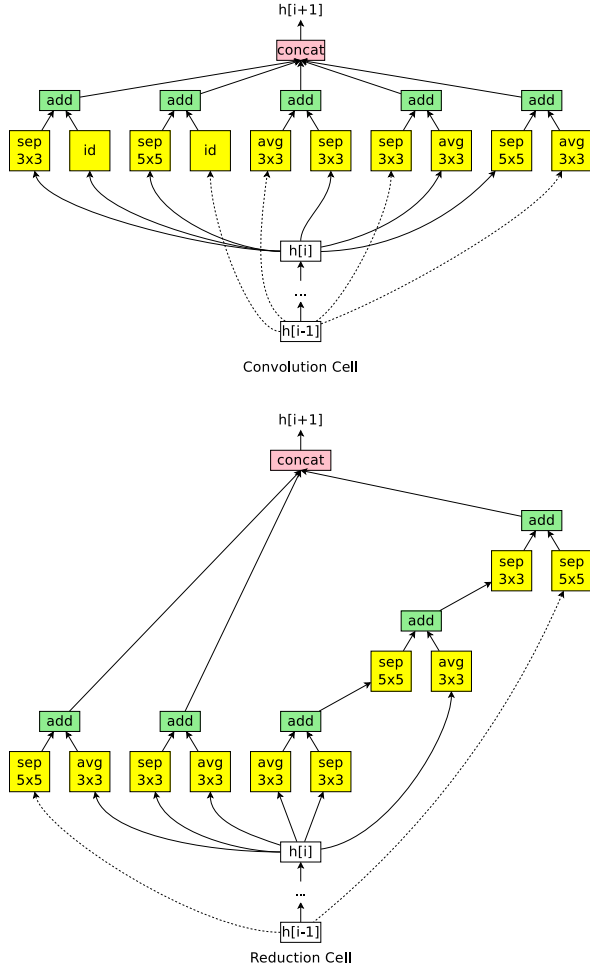 h[i+1]
concat
add add add add add
sep id sep id avg sep sep avg sep avg
3x3 5x5 3x3 3x3 3x3 3x3 5x5 3x3
h[i]
...
h[i-1]
Convolution Cell
h[i+1]
concat
add
sep sep
3x3 5x5
add
sep avg
5x5 3x3
add add add
sep avg sep avg avg sep
5x5 3x3 3x3 3x3 3x3 3x3
h[i]
...
h[i-1]
Reduction Cell